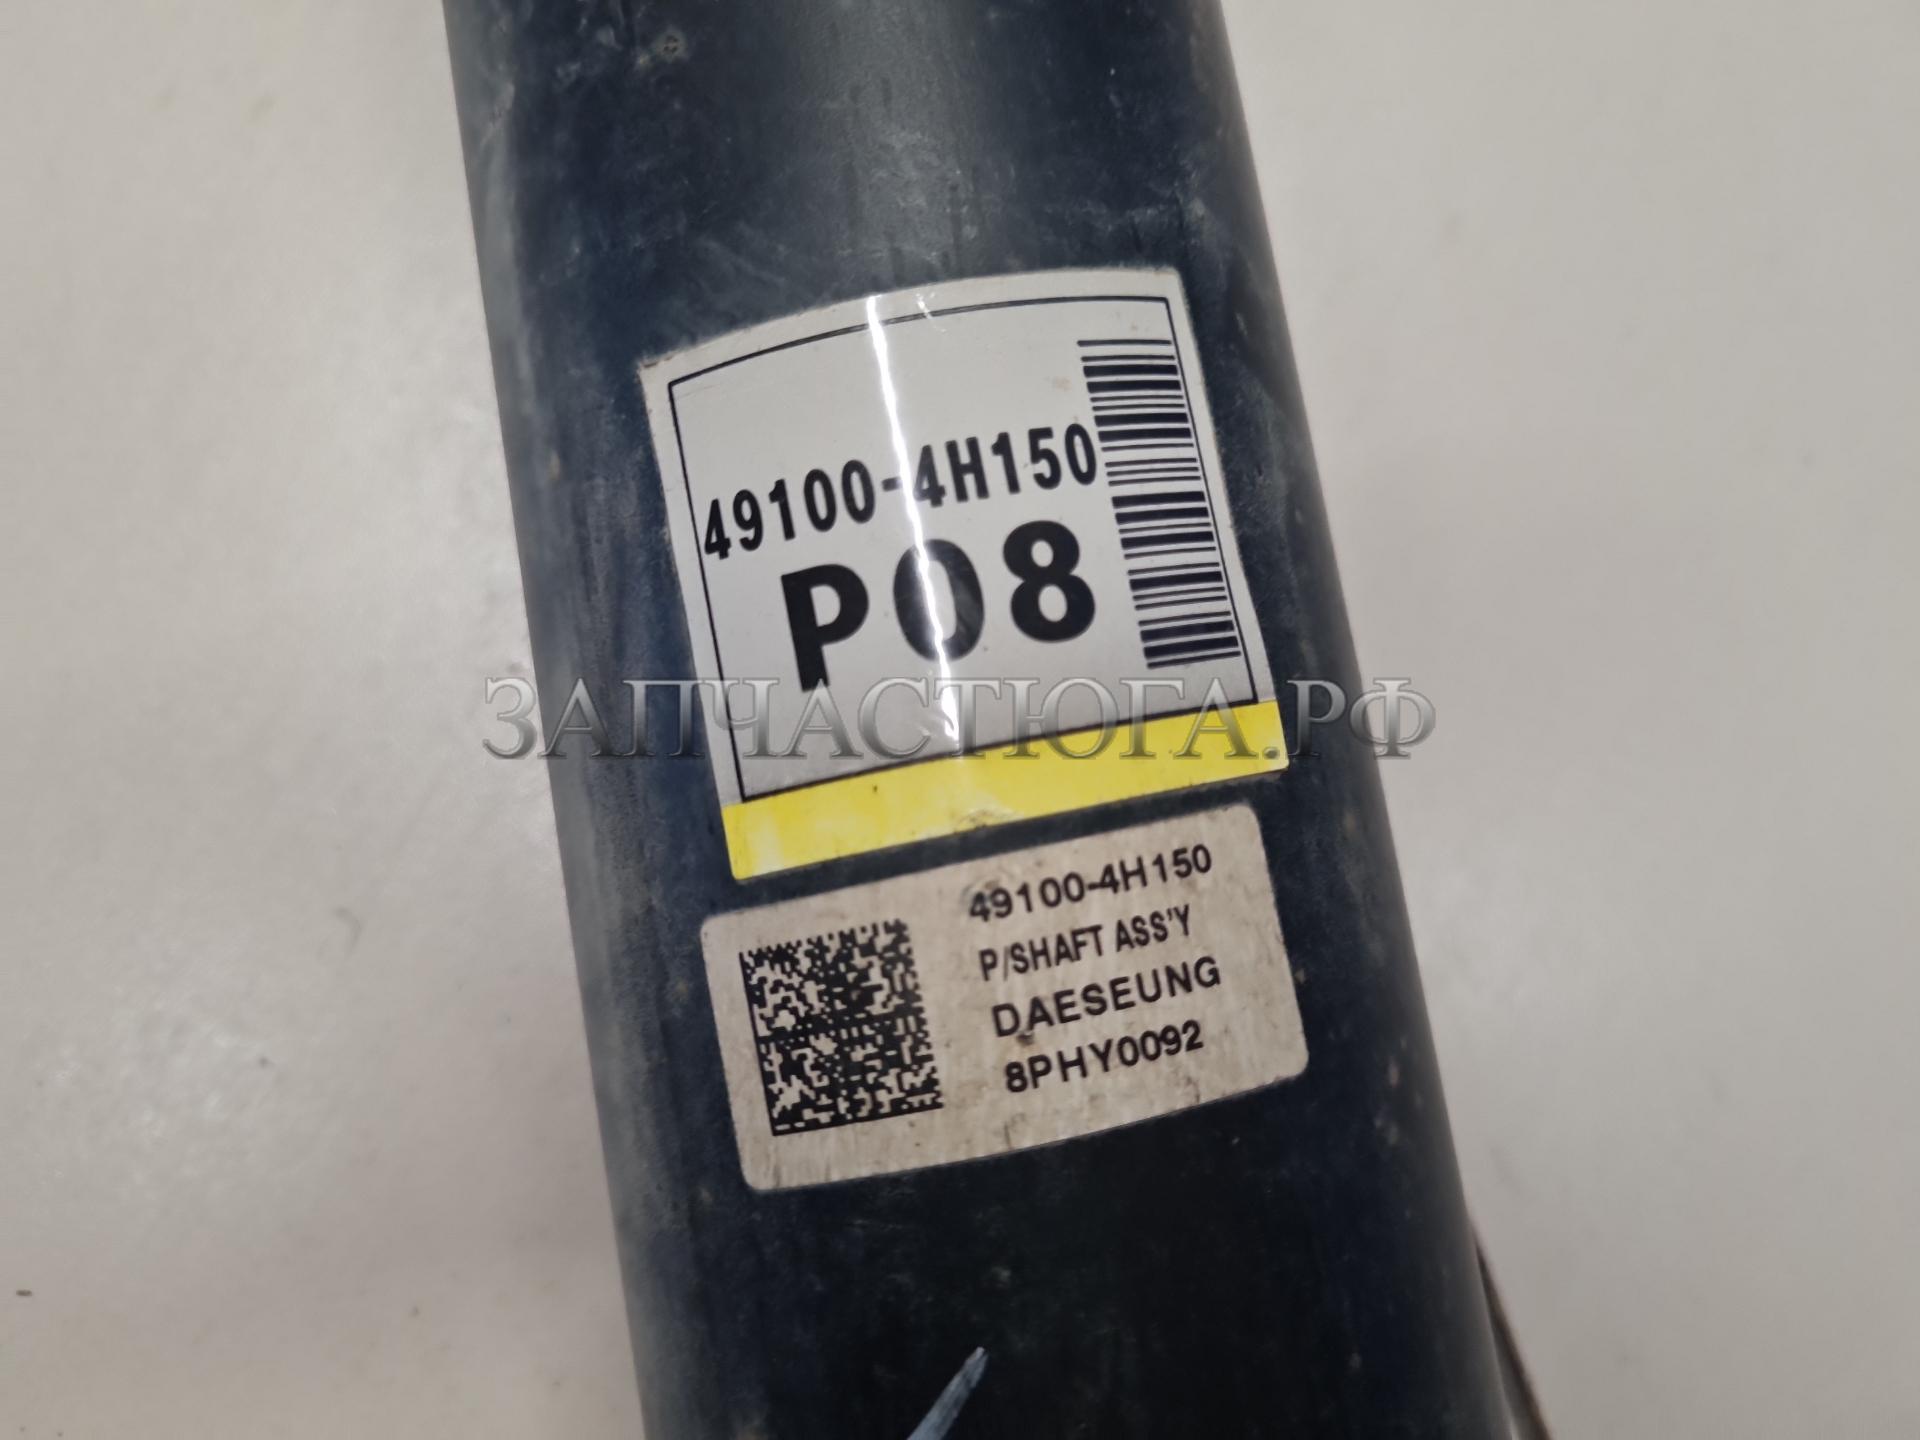 49100-4H150
P08
ЗАПЧАСТЮГА.РФ
49100-4H150
P/SHAFT ASS'Y
DAESEUNG
8PHY0092